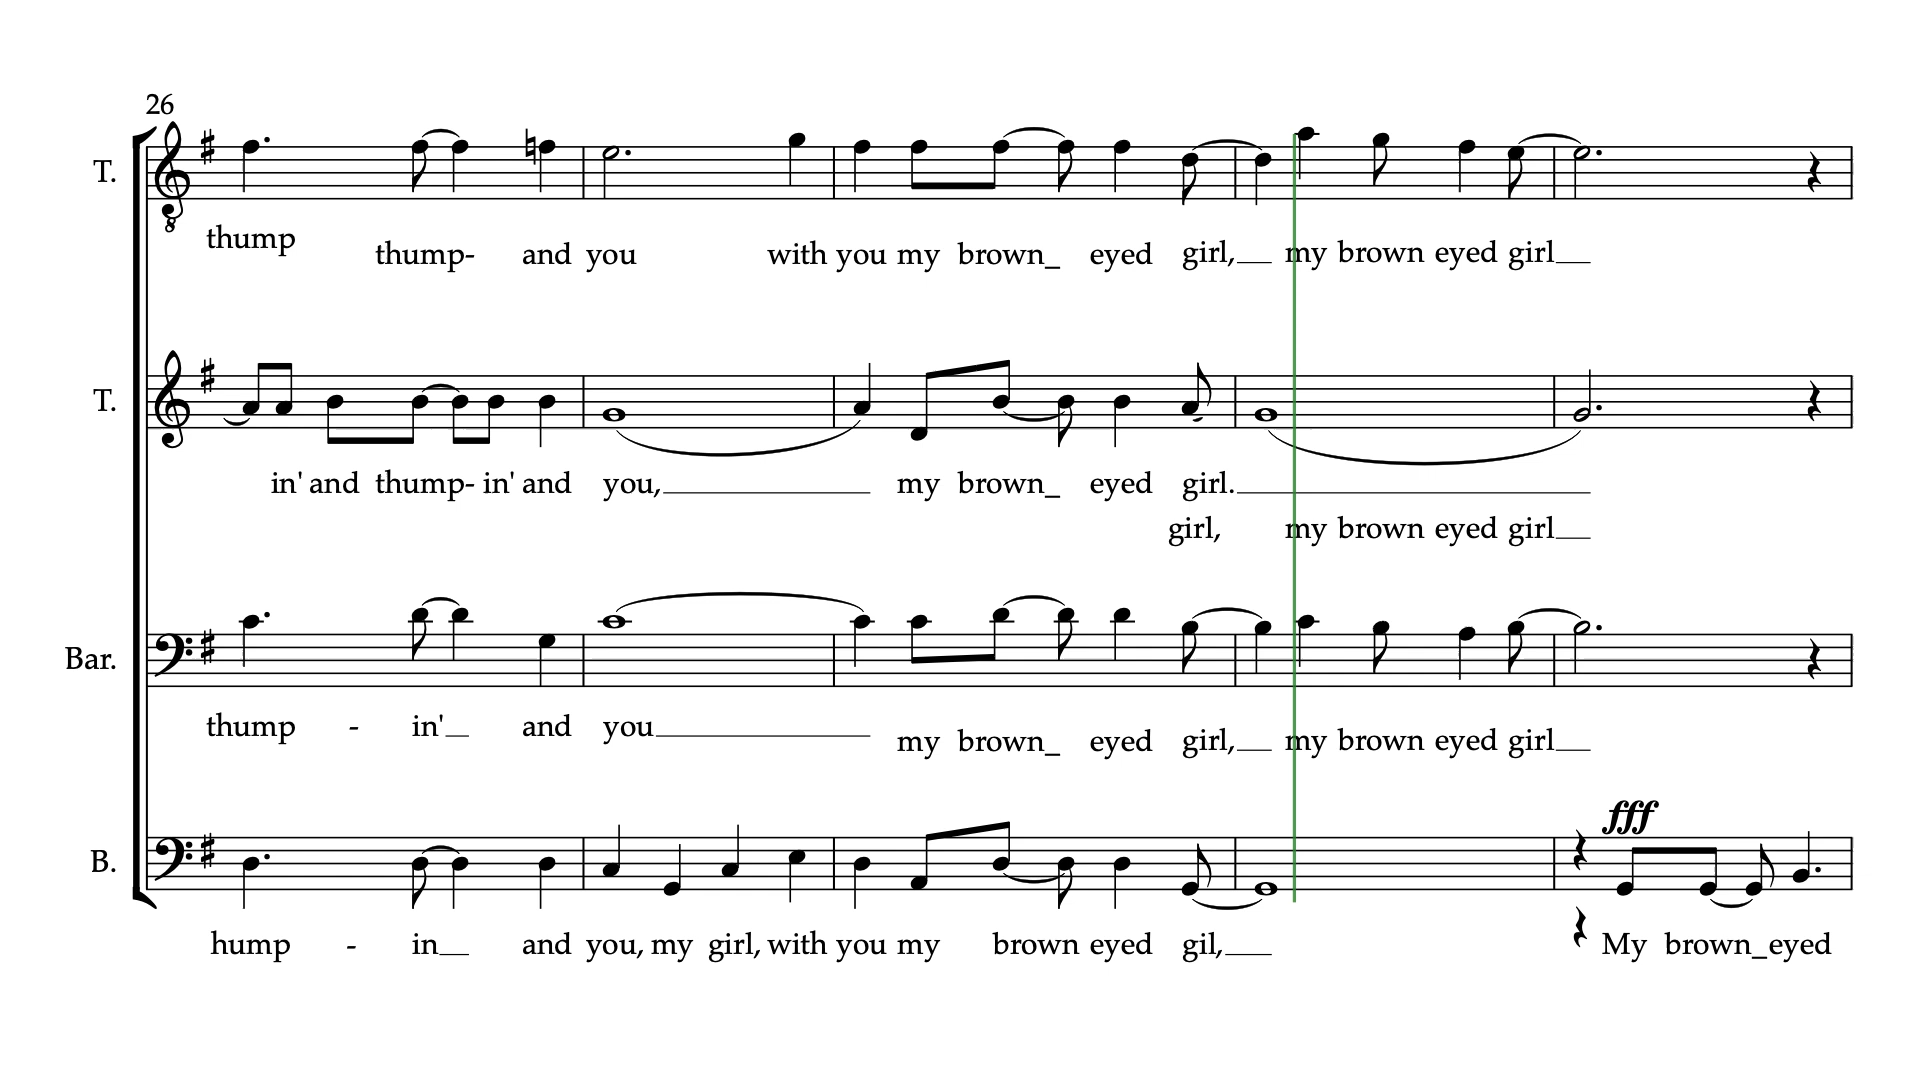 26
T.
thump thump- and you with you my brown_ eyed girl,__ my brown eyed girl__
T.
in' and thump- in' and you,__ my brown_ eyed girl.__
girl, my brown eyed girl__
Bar.
thump - in'_ and you__ my brown_ eyed girl,__ my brown eyed girl__
fff
B.
hump - in__ and you, my girl, with you my brown eyed gil,__ My brown_eyed